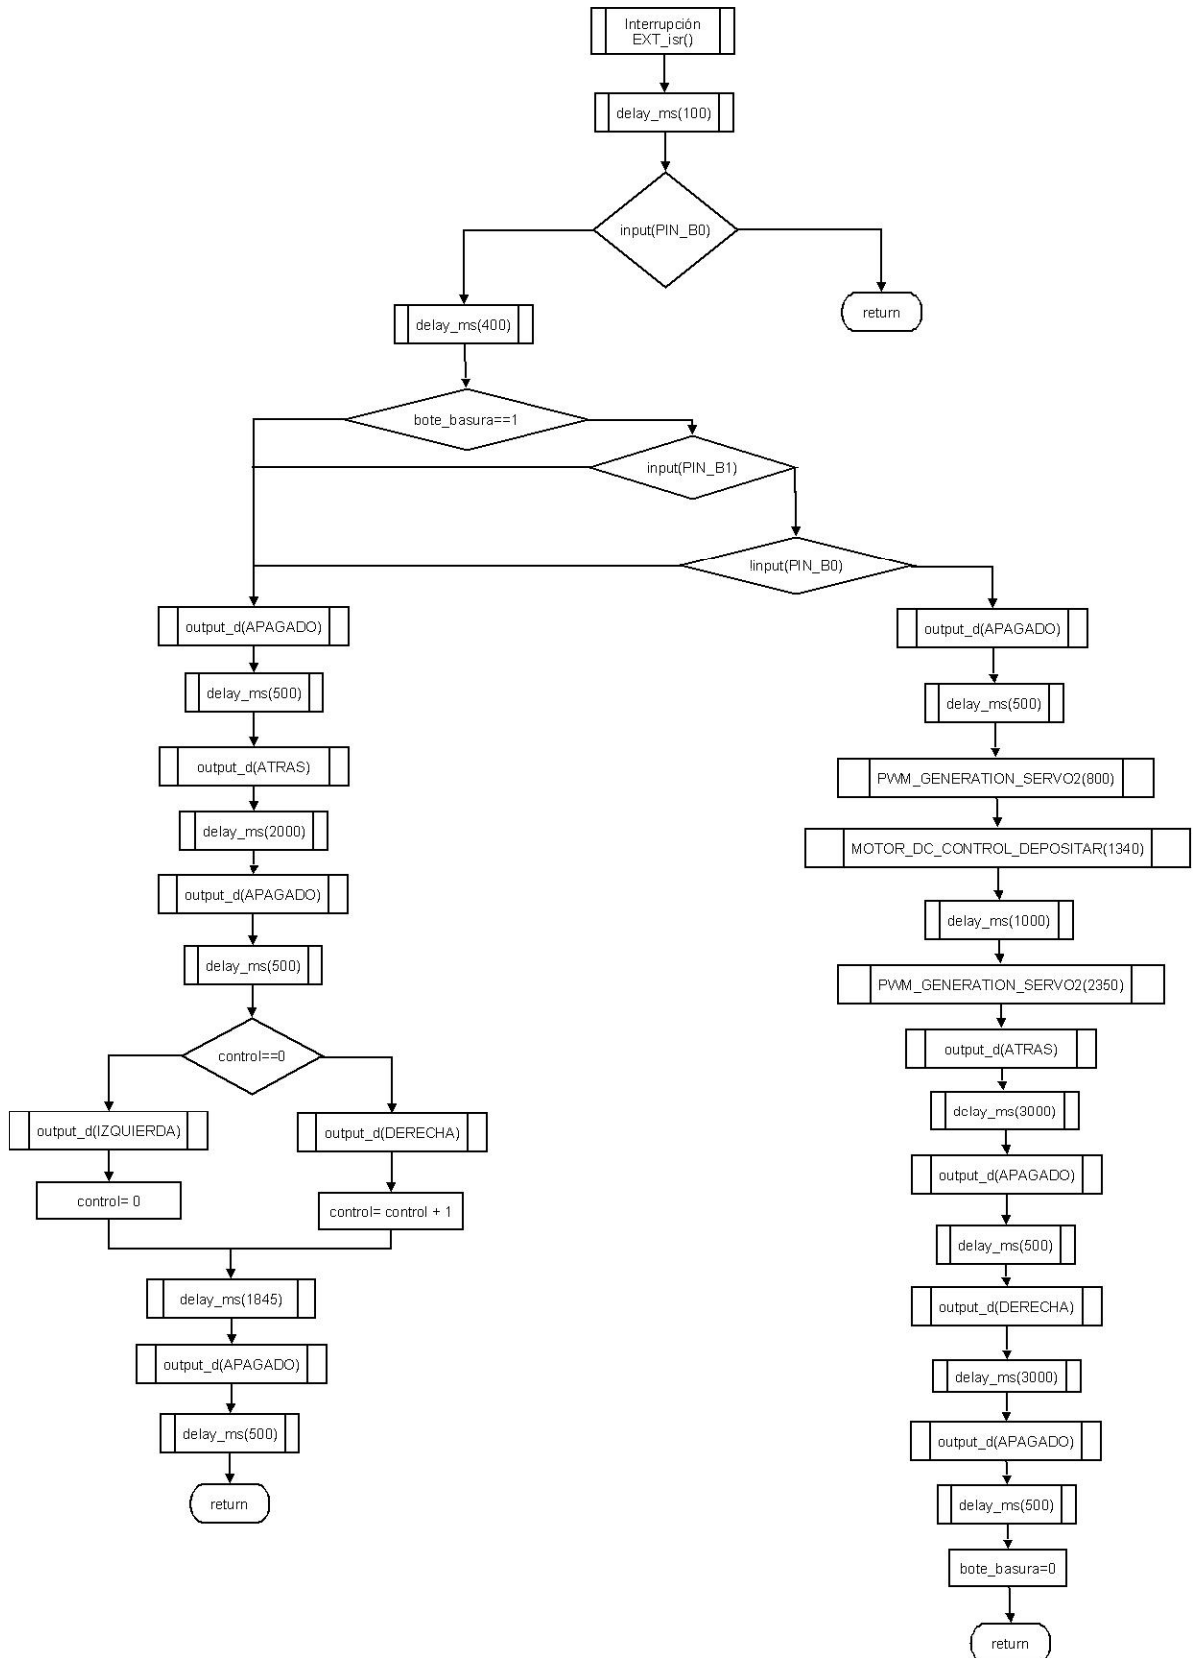 Interrupción
EXT_isr()
delay_ms(100)
input(PIN_B0)
return
delay_ms(400)
bote_basura==1
input(PIN_B1)
!input(PIN_B0)
output_d(APAGADO)
delay_ms(500)
output_d(ATRAS)
delay_ms(2000)
output_d(APAGADO)
delay_ms(500)
control==0
output_d(IZQUIERDA)
control= 0
output_d(DERECHA)
control= control + 1
delay_ms(1845)
output_d(APAGADO)
delay_ms(500)
return
output_d(APAGADO)
delay_ms(500)
PWM_GENERATION_SERVO2(800)
MOTOR_DC_CONTROL_DEPOSITAR(1340)
delay_ms(1000)
PWM_GENERATION_SERVO2(2350)
output_d(ATRAS)
delay_ms(3000)
output_d(APAGADO)
delay_ms(500)
output_d(DERECHA)
delay_ms(3000)
output_d(APAGADO)
delay_ms(500)
bote_basura=0
return